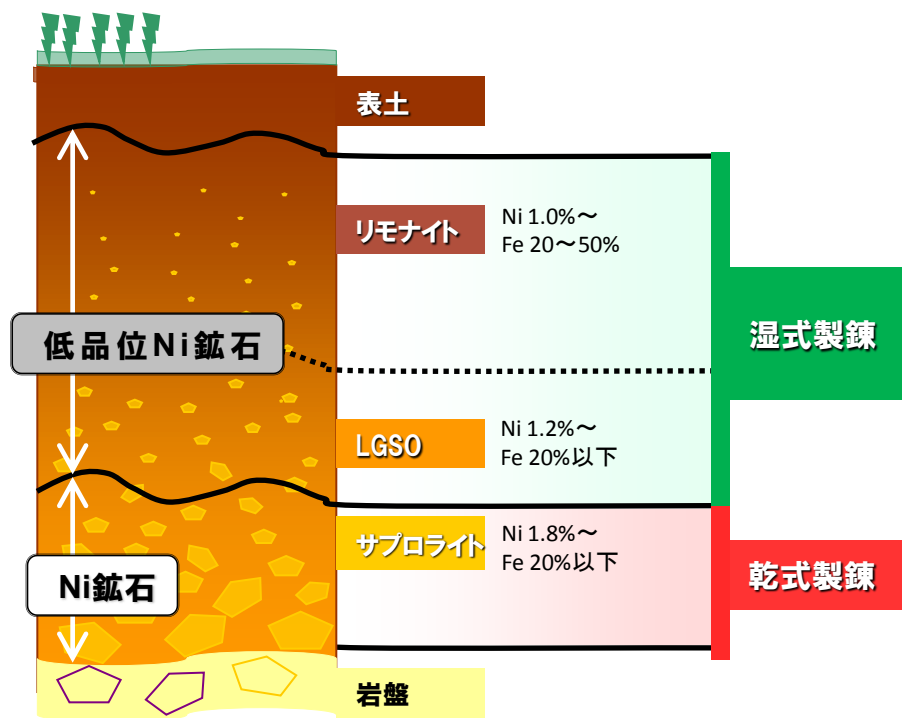 表土
リモナイト
Ni 1.0%～
Fe 20～50%
低品位Ni鉱石
湿式製錬
LGSO
Ni 1.2%～
Fe 20%以下
サプロライト
Ni 1.8%～
Fe 20%以下
Ni鉱石
乾式製錬
岩盤